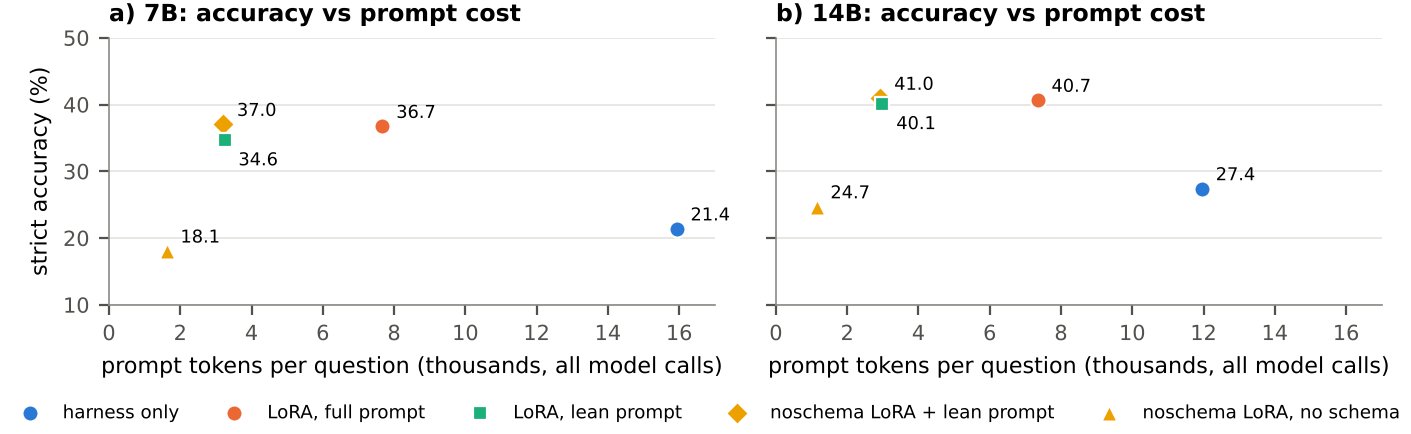 a) 7B: accuracy vs prompt cost
b) 14B: accuracy vs prompt cost
strict accuracy (%)
50
40
30
20
10
37.0
36.7
34.6
21.4
18.1
41.0
40.7
40.1
27.4
24.7
0 2 4 6 8 10 12 14 16
0 2 4 6 8 10 12 14 16
prompt tokens per question (thousands, all model calls)
prompt tokens per question (thousands, all model calls)
harness only LoRA, full prompt LoRA, lean prompt noschema LoRA + lean prompt noschema LoRA, no schema